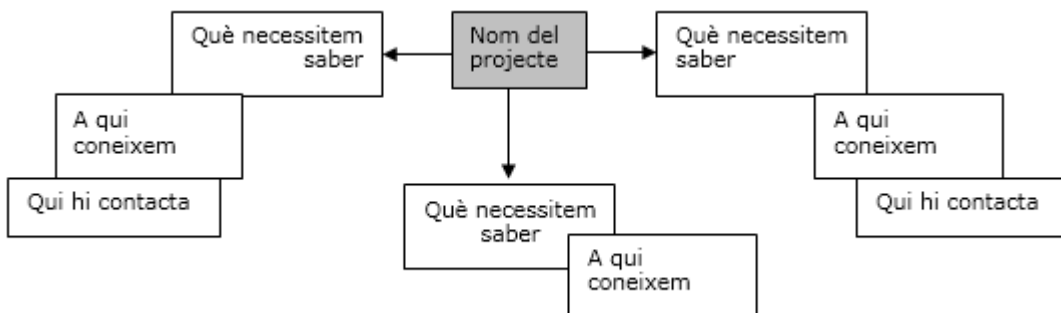 Què necessitem
saber
A qui
coneixem
Qui hi contacta
Nom del
projecte
Què necessitem
saber
A qui
coneixem
Què necessitem
saber
A qui
coneixem
Qui hi contacta